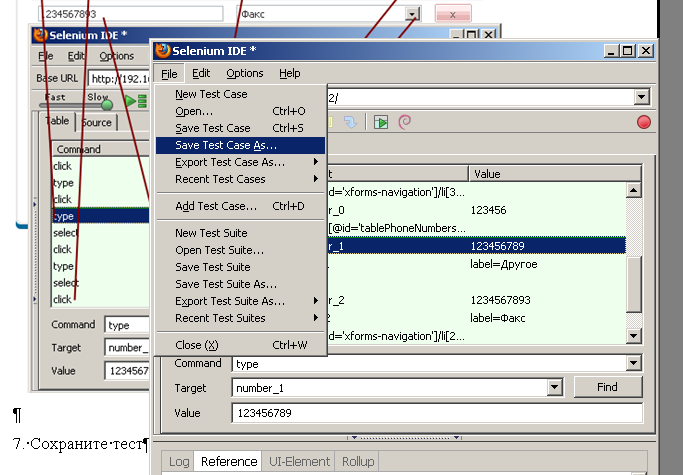 1234567893 Факс x
Selenium IDE *
File Edit Options
Base URL http://192.16
Fast Slow
Table Source
Command
click
type
click
type
select
click
type
select
click
Command type
Target number_
Value 1234567
Selenium IDE *
File Edit Options Help
2/
New Test Case
Open... Ctrl+O
Save Test Case Ctrl+S
Save Test Case As...
Export Test Case As...
Recent Test Cases
Add Test Case... Ctrl+D
New Test Suite
Open Test Suite...
Save Test Suite
Save Test Suite As...
Export Test Suite As...
Recent Test Suites
Close (X) Ctrl+W
t Value
id='xforms-navigation']/li[3...
r_0 123456
[@id='tablePhoneNumbers...
r_1 123456789
label=Другое
r_2 1234567893
2 label=Факс
id='xforms-navigation']/li[2...
Command type
Target number_1 Find
Value 123456789
Log Reference UI-Element Rollup
¶
7.·Сохраните·тест¶